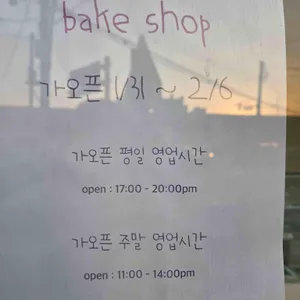 bake shop
가오픈 1/31 ~ 2/6
가오픈 평일 영업시간
open : 17:00 - 20:00pm
가오픈 주말 영업시간
open : 11:00 - 14:00pm